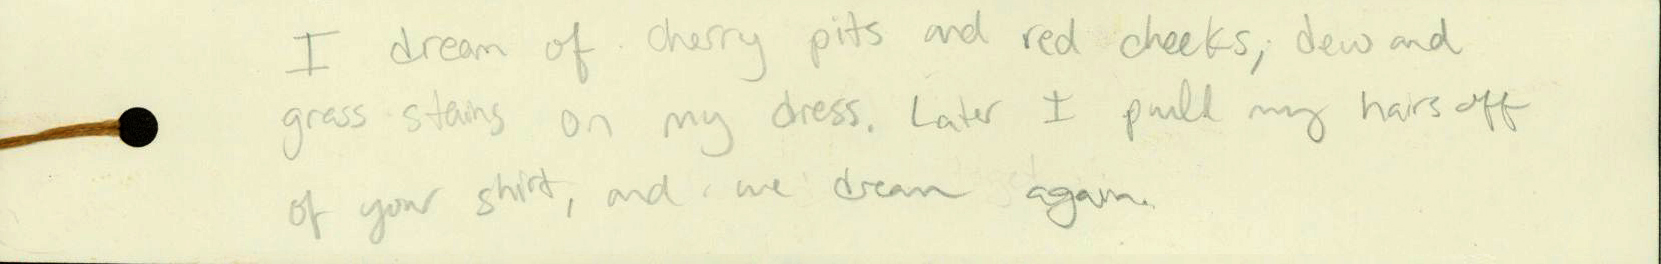 I dream of cherry pits and red cheeks, dew and
grass stains on my dress. Later I pull my hairs off
of your shirt, and we dream again.